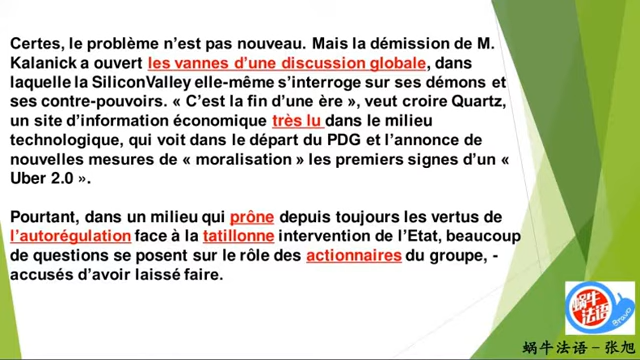 Certes, le problème n’est pas nouveau. Mais la démission de M.
Kalanick a ouvert les vannes d’une discussion globale, dans
laquelle la SiliconValley elle-même s’interroge sur ses démons et
ses contre-pouvoirs. « C’est la fin d’une ère », veut croire Quartz,
un site d’information économique très lu dans le milieu
technologique, qui voit dans le départ du PDG et l’annonce de
nouvelles mesures de « moralisation » les premiers signes d’un «
Uber 2.0 ».
Pourtant, dans un milieu qui prône depuis toujours les vertus de
l’autorégulation face à la tatillonne intervention de l’Etat, beaucoup
de questions se posent sur le rôle des actionnaires du groupe, -
accusés d’avoir laissé faire.
蜗牛
法语
蜗牛法语－张旭